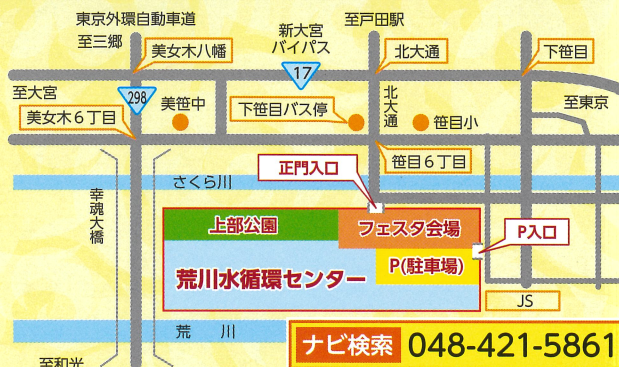 東京外環自動車道
至三郷
美女木八幡
新大宮
バイパス
至戸田駅
北大通
下笹目
17
至大宮
298
美笹中
下笹目バス停
北大通
笹目小
至東京
美女木6丁目
笹目6丁目
正門入口
さくら川
幸魂大橋
上部公園
フェスタ会場
P入口
P(駐車場)
荒川水循環センター
JS
荒川
ナビ検索 048-421-5861
至和光